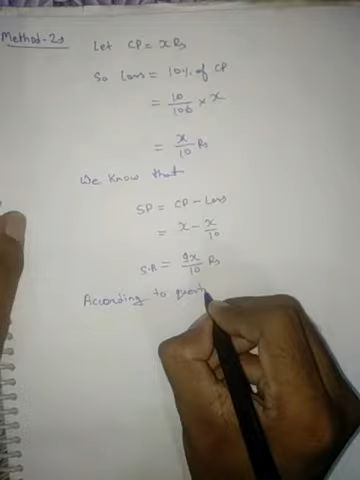 Method-2:
Let CP = x Rs
So Loss = 10% of CP
= 10/100 × x
= x/10 Rs
We know that
SP = CP - Loss
= x - x/10
S.P. = 9x/10 Rs
According to quest